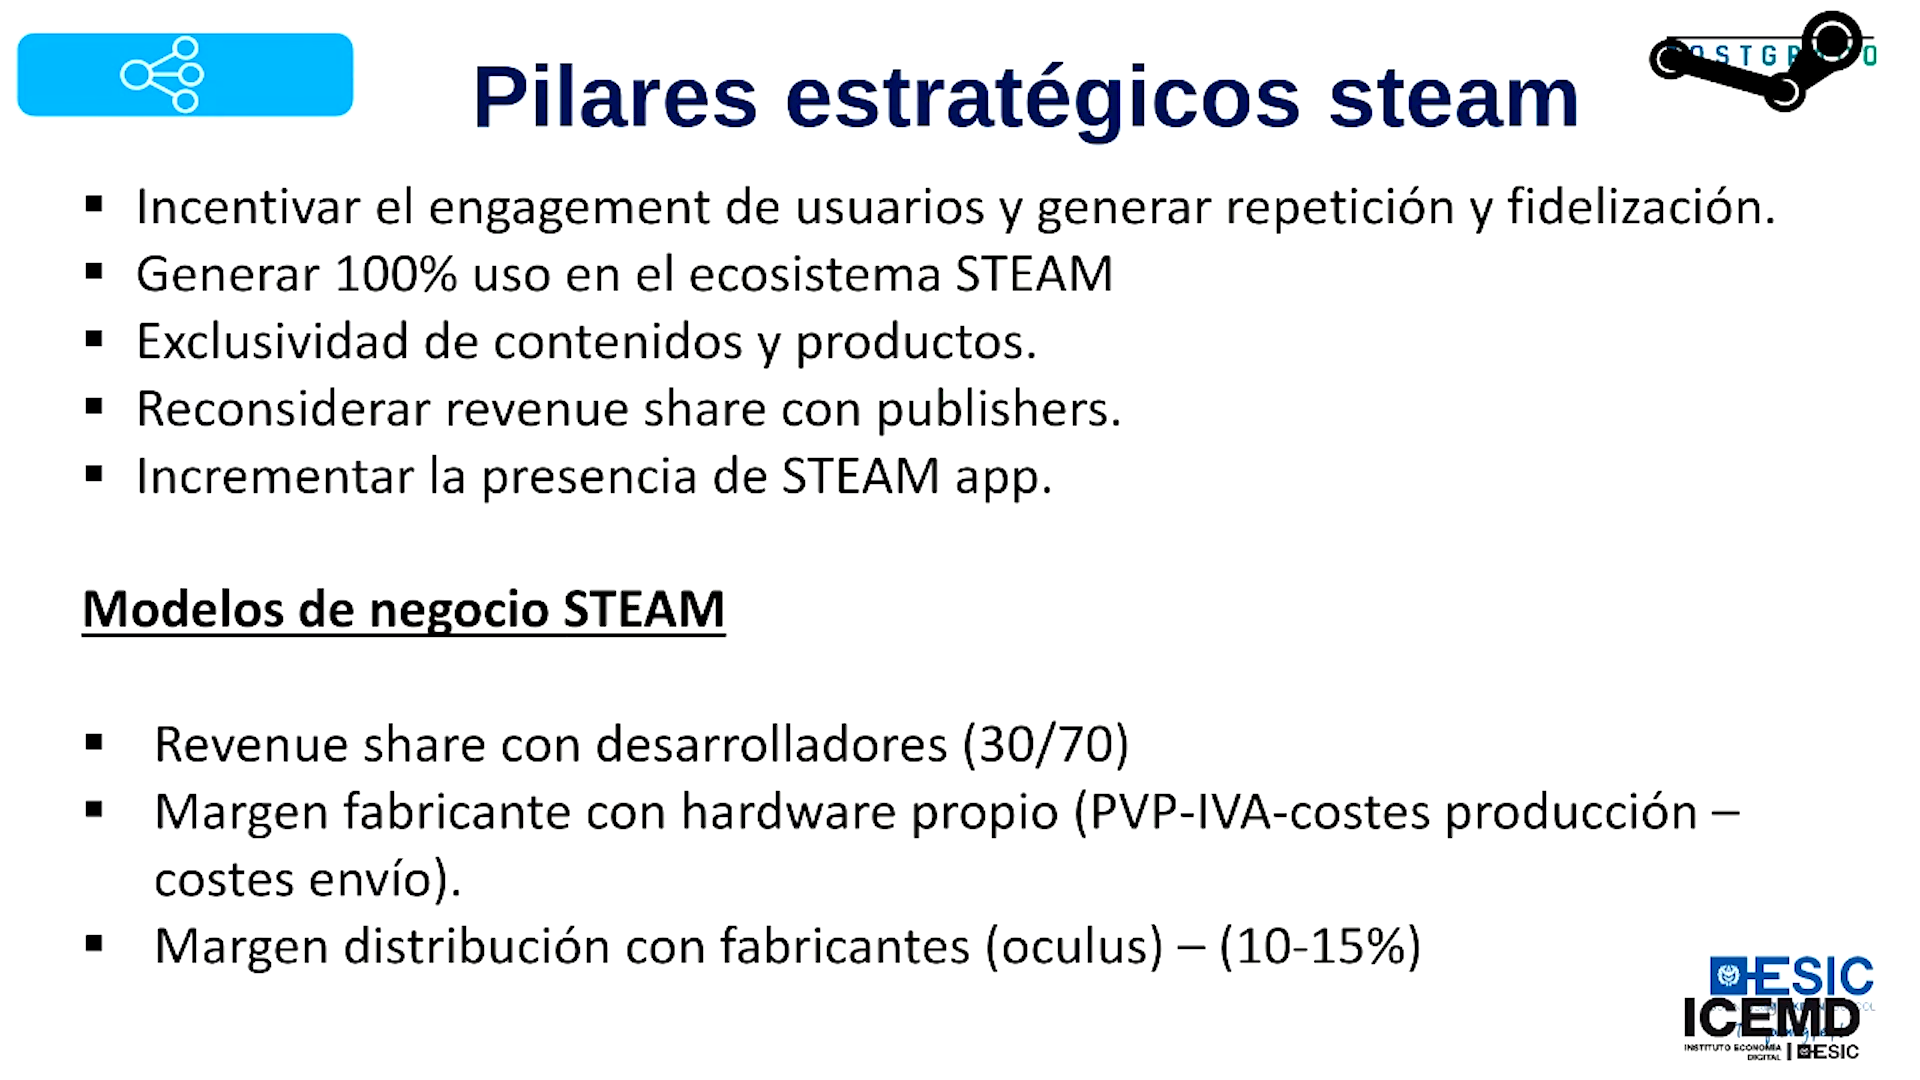 Pilares estratégicos steam
▪ Incentivar el engagement de usuarios y generar repetición y fidelización.
▪ Generar 100% uso en el ecosistema STEAM
▪ Exclusividad de contenidos y productos.
▪ Reconsiderar revenue share con publishers.
▪ Incrementar la presencia de STEAM app.
Modelos de negocio STEAM
▪ Revenue share con desarrolladores (30/70)
▪ Margen fabricante con hardware propio (PVP-IVA-costes producción –
costes envío).
▪ Margen distribución con fabricantes (oculus) – (10-15%)
ESIC
ICEMD
INSTITUTO ECONOMÍA
DIGITAL | ESIC